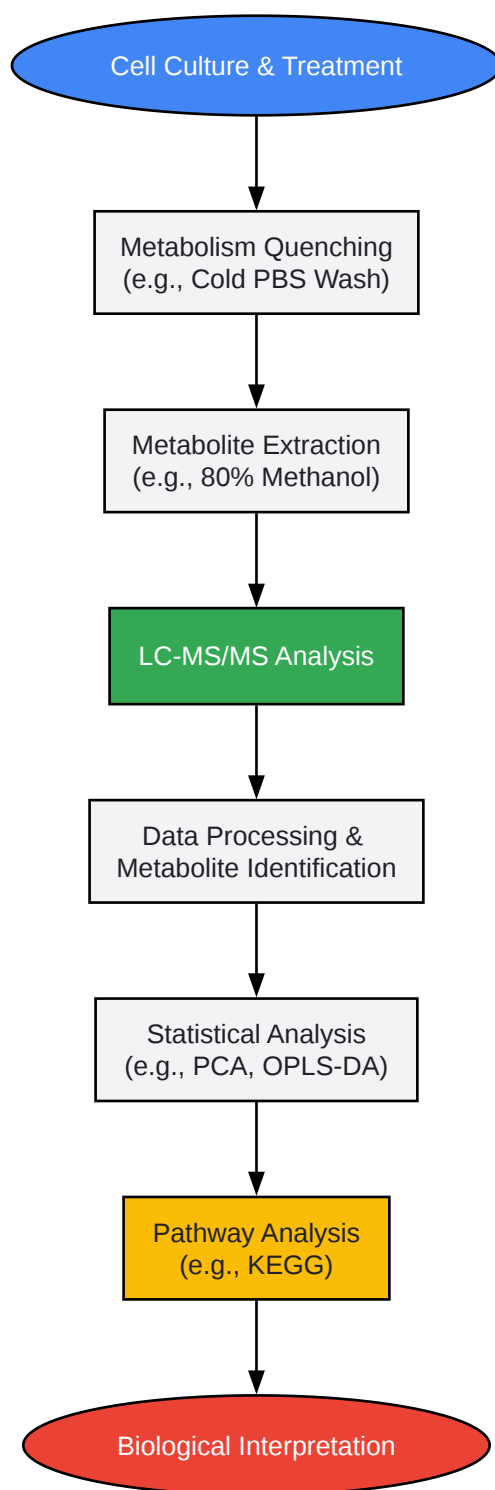 Cell Culture & Treatment
Metabolism Quenching
(e.g., Cold PBS Wash)
Metabolite Extraction
(e.g., 80% Methanol)
LC-MS/MS Analysis
Data Processing &
Metabolite Identification
Statistical Analysis
(e.g., PCA, OPLS-DA)
Pathway Analysis
(e.g., KEGG)
Biological Interpretation